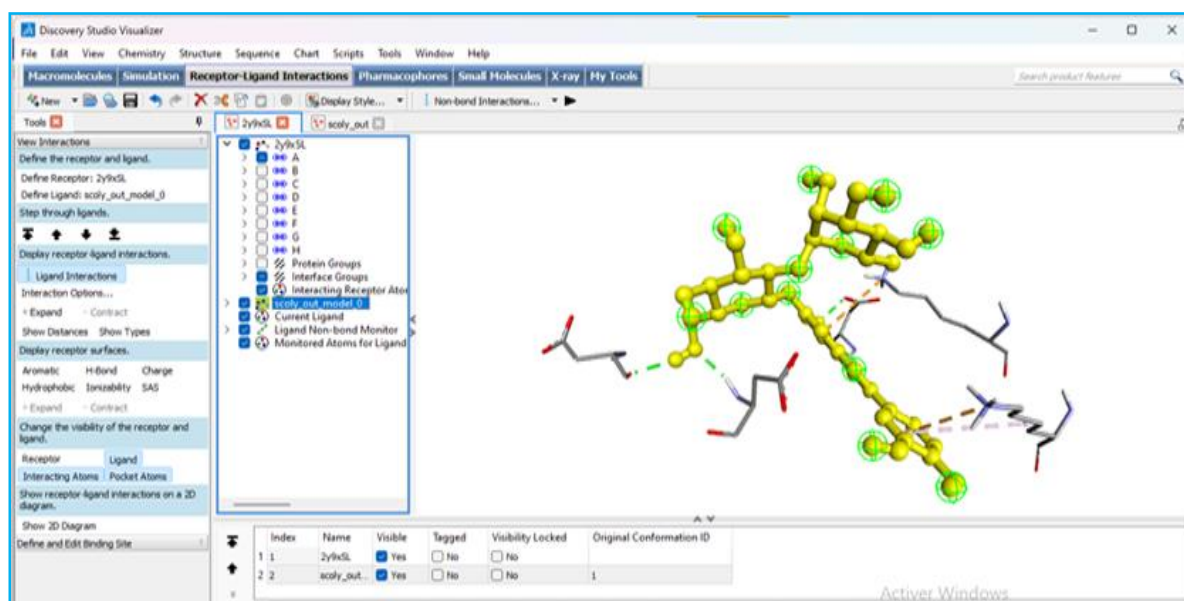 Discovery Studio Visualizer
File Edit View Chemistry Structure Sequence Chart Scripts Tools Window Help
Macromolecules Simulation Receptor-Ligand Interactions Pharmacophores Small Molecules X-ray My Tools
Search product features
New Display Style... Non-bond Interactions...
Tools
2y9xSL
scoly_out
View Interactions
Define the receptor and ligand.
Define Receptor: 2y9xSL
Define Ligand: scoly_out_model_0
Step through ligands.
Display receptor-ligand interactions.
Ligand Interactions
Interaction Options...
+ Expand - Contract
Show Distances Show Types
Display receptor surfaces.
Aromatic H-Bond Charge
Hydrophobic Ionizability SAS
+ Expand - Contract
Change the visibility of the receptor and
ligand.
Receptor Ligand
Interacting Atoms Pocket Atoms
Show receptor-ligand interactions on a 2D
diagram.
Show 2D Diagram
Define and Edit Binding Site
2y9xSL
A
B
C
D
E
F
G
H
Protein Groups
Interface Groups
Interacting Receptor Ato
scoly_out_model_0
Current Ligand
Ligand Non-bond Monitor
Monitored Atoms for Ligand
Index Name Visible Tagged Visibility Locked Original Conformation ID
1 1 2y9xSL Yes No No
2 2 scoly_out... Yes No No 1
Activer Windows